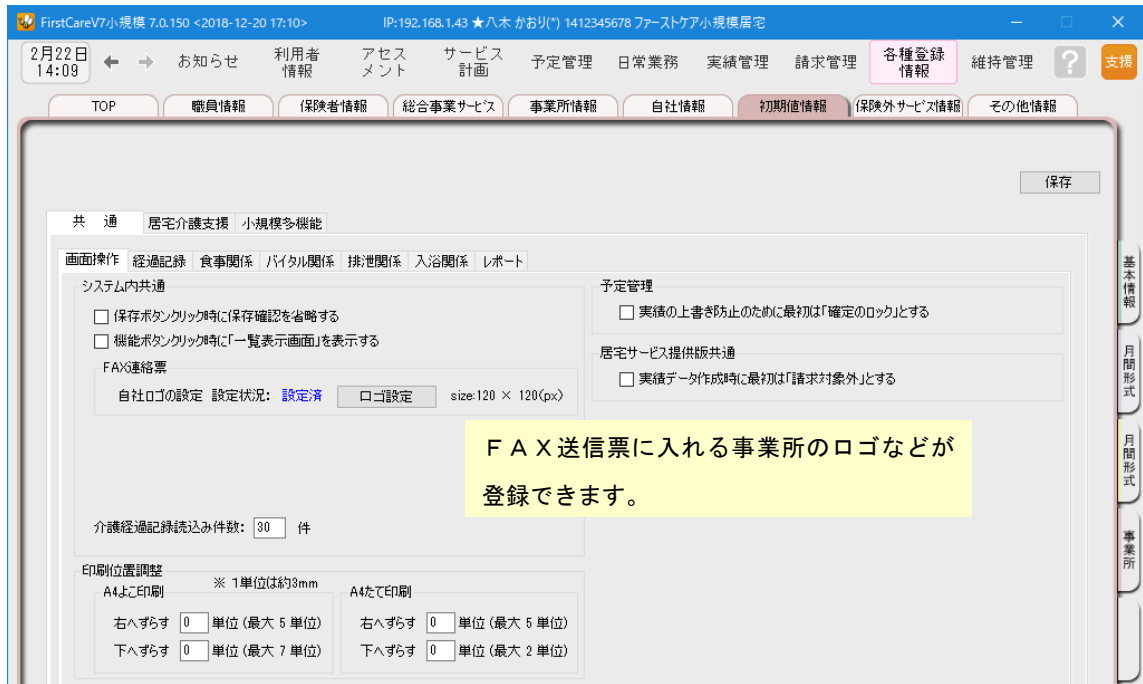 FirstCareV7小規模 7.0.150 <2018-12-20 17:10> IP:192.168.1.43 ★八木 かおり(*) 1412345678 ファーストケア小規模居宅
2月22日
14:09
お知らせ
利用者
情報
アセス
メント
サービス
計画
予定管理
日常業務
実績管理
請求管理
各種登録
情報
維持管理
?
支援
TOP 職員情報 保険者情報 総合事業サービス 事業所情報 自社情報 初期値情報 保険外サービス情報 その他情報
保存
共 通 居宅介護支援 小規模多機能
画面操作 経過記録 食事関係 バイタル関係 排泄関係 入浴関係 レポート
システム内共通
保存ボタンクリック時に保存確認を省略する
機能ボタンクリック時に「一覧表示画面」を表示する
FAX連絡票
自社ロゴの設定 設定状況: 設定済 ロゴ設定 size:120 × 120(px)
介護経過記録読込み件数: 30 件
予定管理
実績の上書き防止のために最初は「確定のロック」とする
居宅サービス提供版共通
実績データ作成時に最初は「請求対象外」とする
FAX送信票に入れる事業所のロゴなどが
登録できます。
印刷位置調整
※ 1単位は約3mm
A4よこ印刷
右へずらす 0 単位 (最大 5 単位)
下へずらす 0 単位 (最大 7 単位)
A4たて印刷
右へずらす 0 単位 (最大 5 単位)
下へずらす 0 単位 (最大 2 単位)
基本情報
月間形式
月間形式
事業所